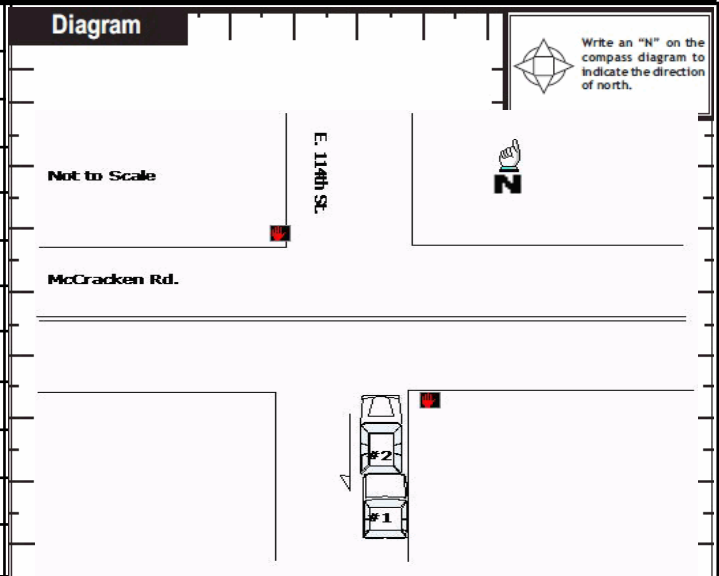 Diagram
Write an “N” on the
compass diagram to
indicate the direction
of north.
E. 114th St.
Not to Scale
N
McCracken Rd.
#2
#1